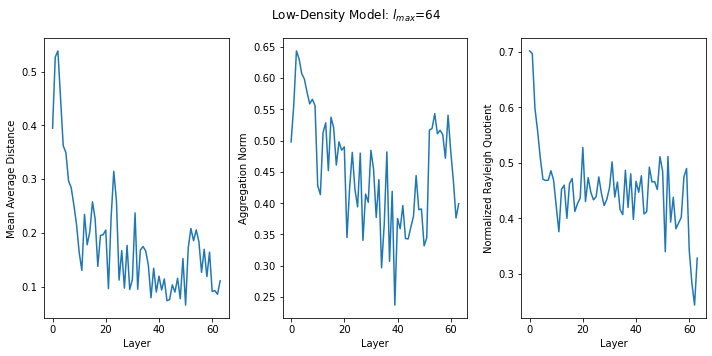 Low-Density Model: l_max=64
Mean Average Distance
0.5
0.4
0.3
0.2
0.1
0 20 40 60
Layer
Aggregation Norm
0.65
0.60
0.55
0.50
0.45
0.40
0.35
0.30
0.25
0 20 40 60
Layer
Normalized Rayleigh Quotient
0.7
0.6
0.5
0.4
0.3
0 20 40 60
Layer